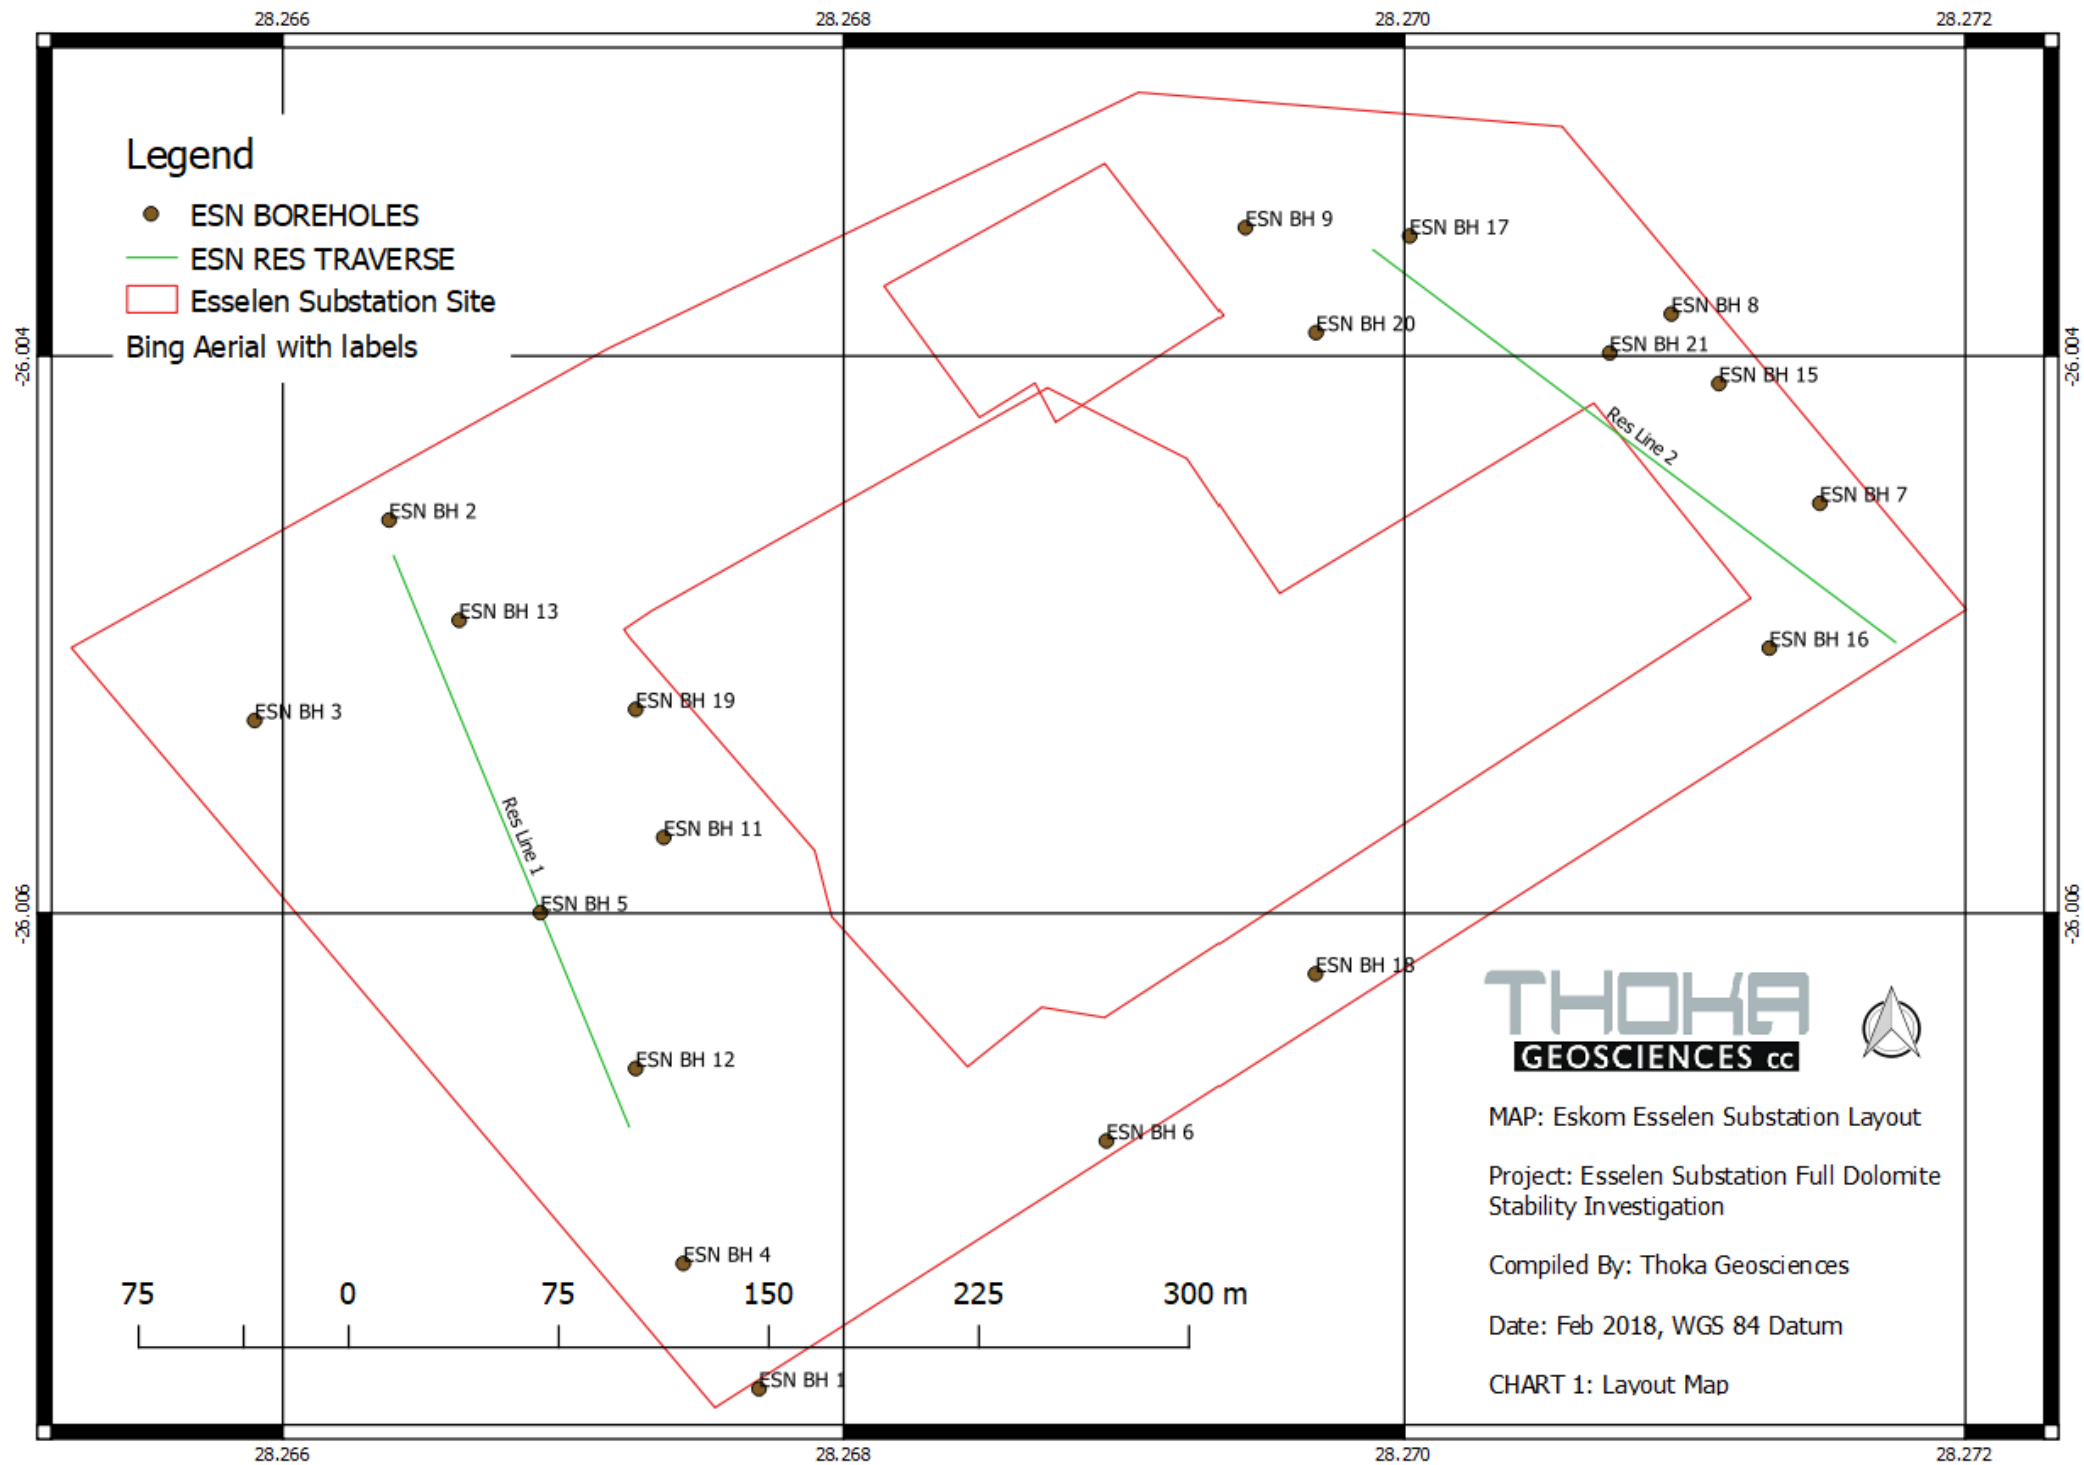 28.266 28.268 28.270 28.272
Legend
ESN BOREHOLES
ESN RES TRAVERSE
Esselen Substation Site
Bing Aerial with labels
-26.004
-26.004
ESN BH 9
ESN BH 17
ESN BH 8
ESN BH 20
ESN BH 21
ESN BH 15
Res Line 2
ESN BH 7
ESN BH 2
ESN BH 13
ESN BH 16
ESN BH 19
ESN BH 3
Res Line 1
ESN BH 11
ESN BH 5
-26.006
-26.006
ESN BH 18
ESN BH 12
ESN BH 6
ESN BH 4
75 0 75 150 225 300 m
ESN BH 1
THOKA
GEOSCIENCES cc
MAP: Eskom Esselen Substation Layout
Project: Esselen Substation Full Dolomite
Stability Investigation
Compiled By: Thoka Geosciences
Date: Feb 2018, WGS 84 Datum
CHART 1: Layout Map
28.266 28.268 28.270 28.272